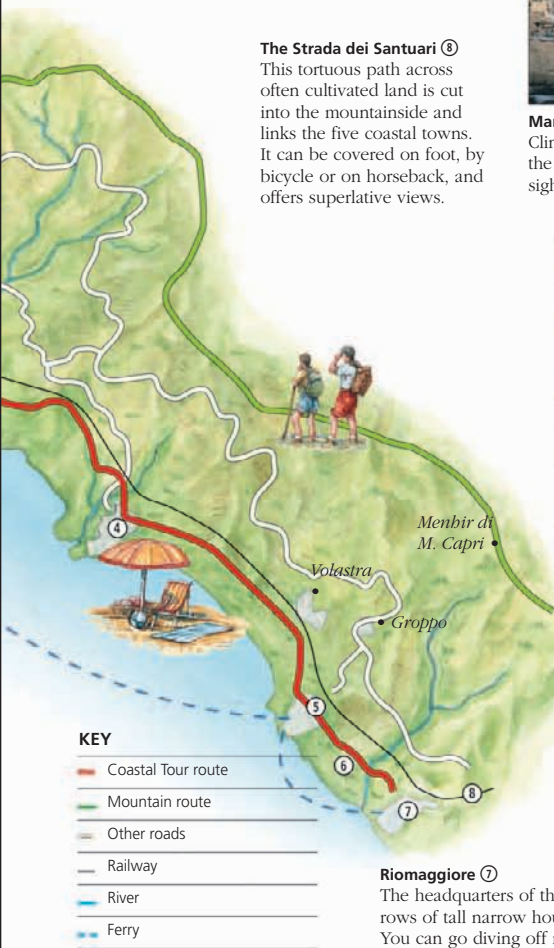 The Strada dei Santuari ⑧
This tortuous path across
often cultivated land is cut
into the mountainside and
links the five coastal towns.
It can be covered on foot, by
bicycle or on horseback, and
offers superlative views.
the
Menhir di
M. Capri
Volastra
Groppo
④
⑤
⑥
⑦
⑧
KEY
Coastal Tour route
Mountain route
Other roads
Railway
River
Ferry
Riomaggiore ⑦
The headquarters of
rows of tall narrow
You can go diving off